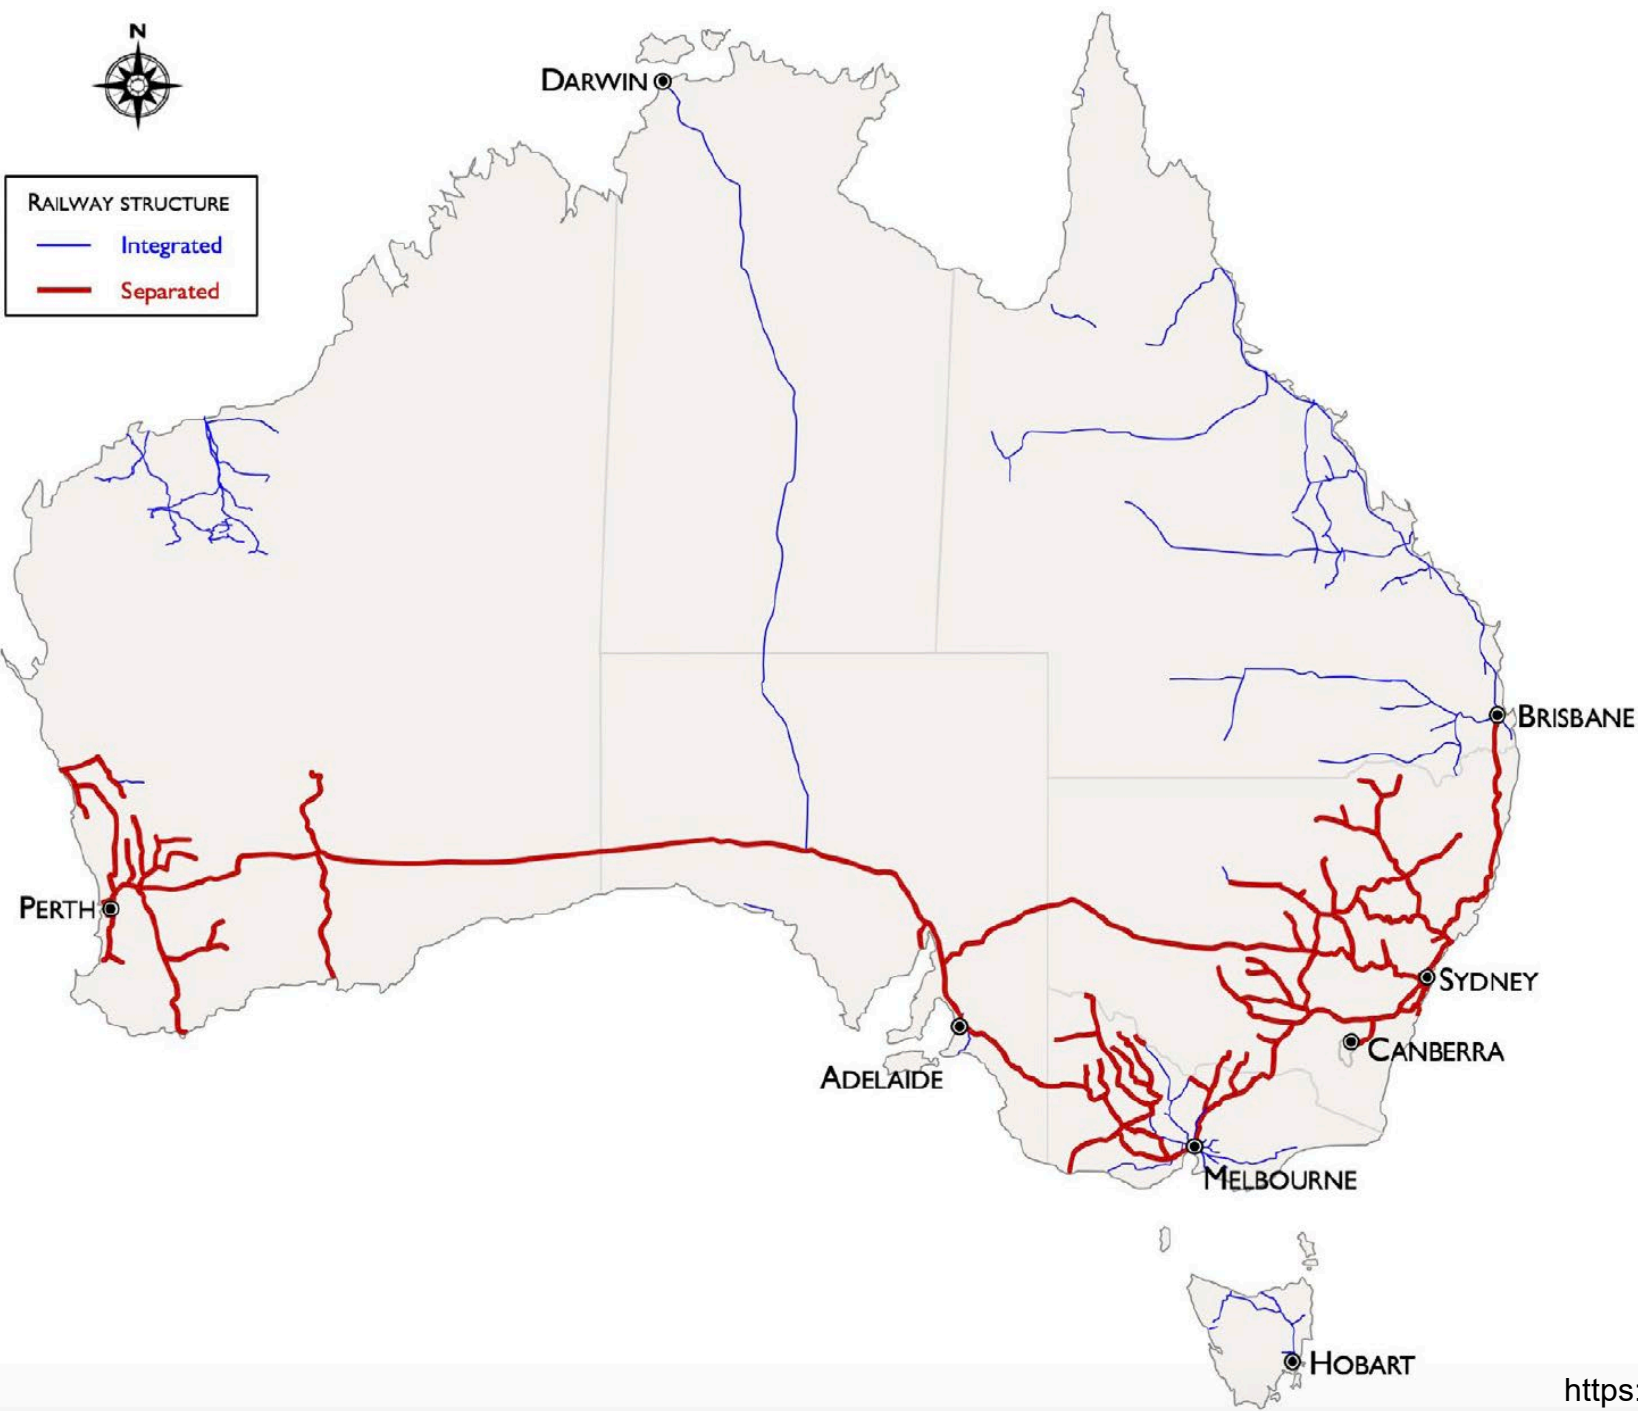 N
DARWIN
RAILWAY STRUCTURE
Integrated
Separated
BRISBANE
PERTH
SYDNEY
CANBERRA
ADELAIDE
MELBOURNE
HOBART
https: